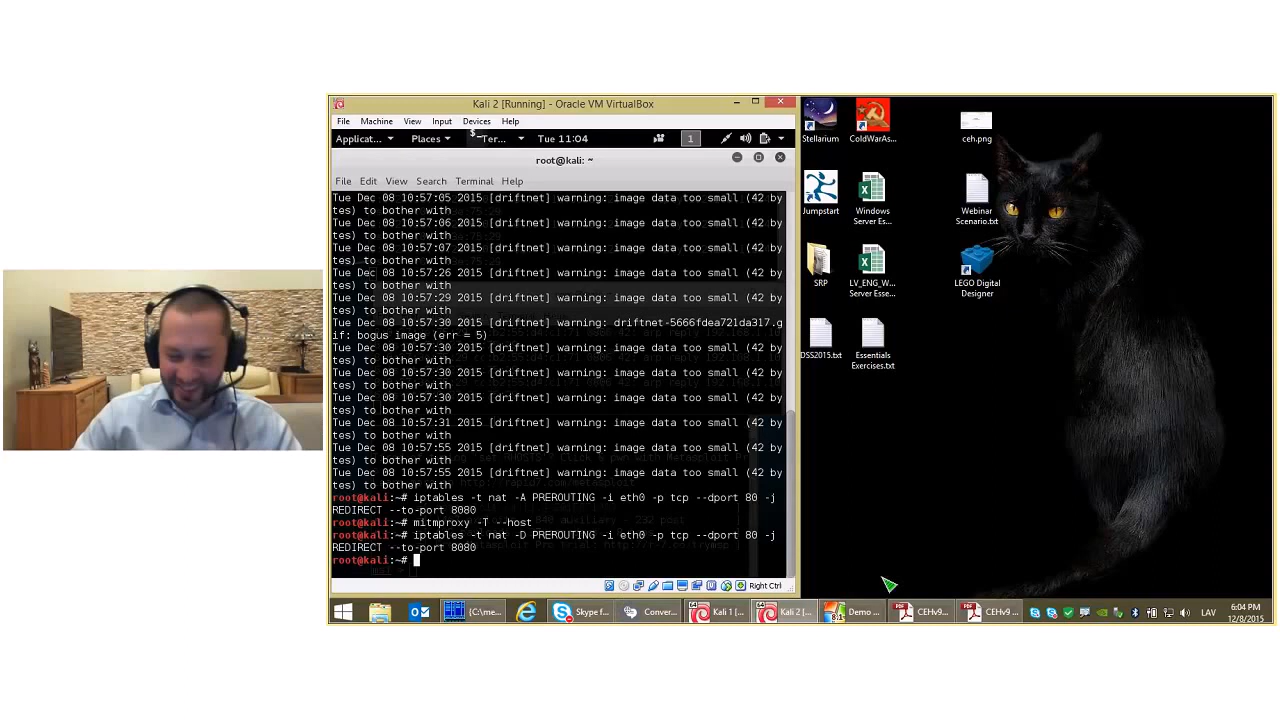 Kali 2 [Running] - Oracle VM VirtualBox
File Machine View Input Devices Help
Applicat... Places Ter... Tue 11:04 1
root@kali: ~
File Edit View Search Terminal Help
Tue Dec 08 10:57:05 2015 [driftnet] warning: image data too small (42 by
tes) to bother with
Tue Dec 08 10:57:06 2015 [driftnet] warning: image data too small (42 by
tes) to bother with
Tue Dec 08 10:57:07 2015 [driftnet] warning: image data too small (42 by
tes) to bother with
Tue Dec 08 10:57:26 2015 [driftnet] warning: image data too small (42 by
tes) to bother with
Tue Dec 08 10:57:29 2015 [driftnet] warning: image data too small (42 by
tes) to bother with
Tue Dec 08 10:57:30 2015 [driftnet] warning: driftnet-5666fdea721da317.g
if: bogus image (err = 5)
Tue Dec 08 10:57:30 2015 [driftnet] warning: image data too small (42 by
tes) to bother with
Tue Dec 08 10:57:30 2015 [driftnet] warning: image data too small (42 by
tes) to bother with
Tue Dec 08 10:57:30 2015 [driftnet] warning: image data too small (42 by
tes) to bother with
Tue Dec 08 10:57:31 2015 [driftnet] warning: image data too small (42 by
tes) to bother with
Tue Dec 08 10:57:55 2015 [driftnet] warning: image data too small (42 by
tes) to bother with
Tue Dec 08 10:57:55 2015 [driftnet] warning: image data too small (42 by
tes) to bother with
root@kali:~# iptables -t nat -A PREROUTING -i eth0 -p tcp --dport 80 -j
REDIRECT --to-port 8080
root@kali:~# mitmproxy -T --host
root@kali:~# iptables -t nat -D PREROUTING -i eth0 -p tcp --dport 80 -j
REDIRECT --to-port 8080
root@kali:~#
Right Ctrl
Stellarium
ColdWarAs...
ceh.png
Jumpstart
Windows
Server Es...
Webinar
Scenario.txt
SRP
LV_ENG_W...
Server Esse...
LEGO Digital
Designer
DSS2015.txt
Essentials
Exercises.txt
{C:\me... Skype f... Conver... Kali 1 [... Kali 2 [... Demo ... CEHv9 ... CEHv9 ... LAV
6:04 PM
12/8/2015